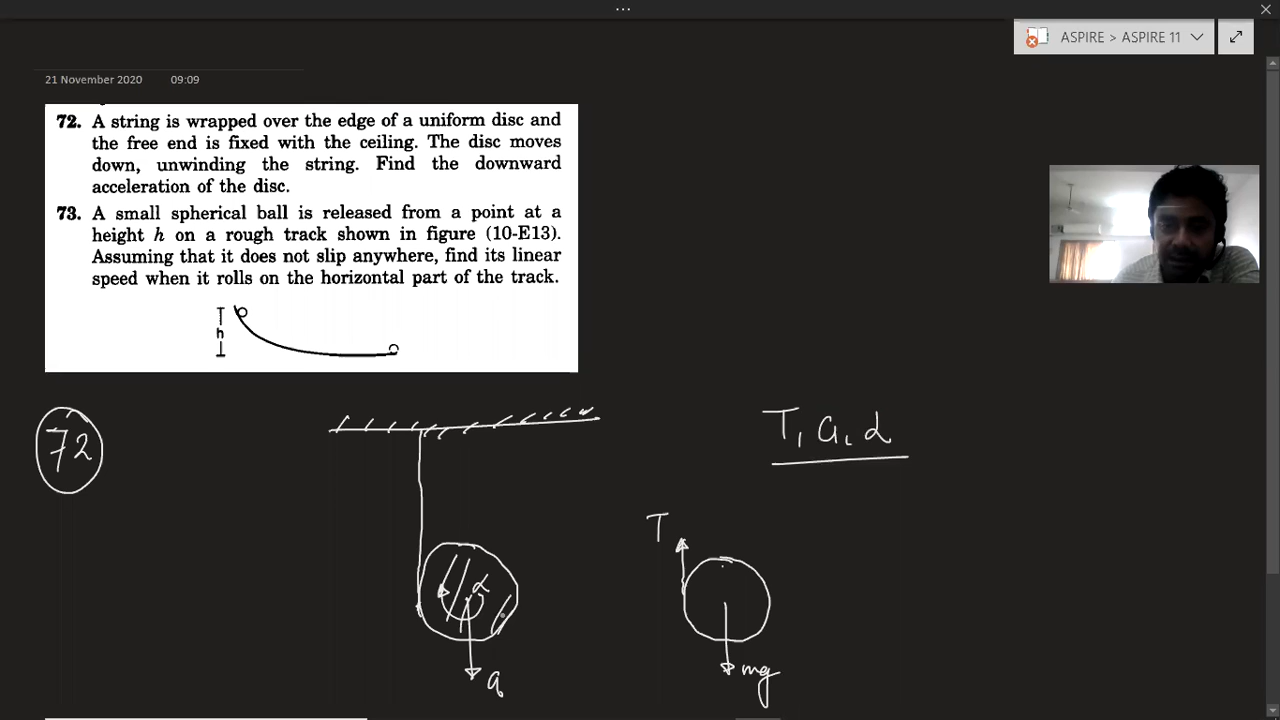 ASPIRE > ASPIRE 11
21 November 2020 09:09
72. A string is wrapped over the edge of a uniform disc and
the free end is fixed with the ceiling. The disc moves
down, unwinding the string. Find the downward
acceleration of the disc.
73. A small spherical ball is released from a point at a
height h on a rough track shown in figure (10-E13).
Assuming that it does not slip anywhere, find its linear
speed when it rolls on the horizontal part of the track.
h
72
T, a, α
T
α
a
mg